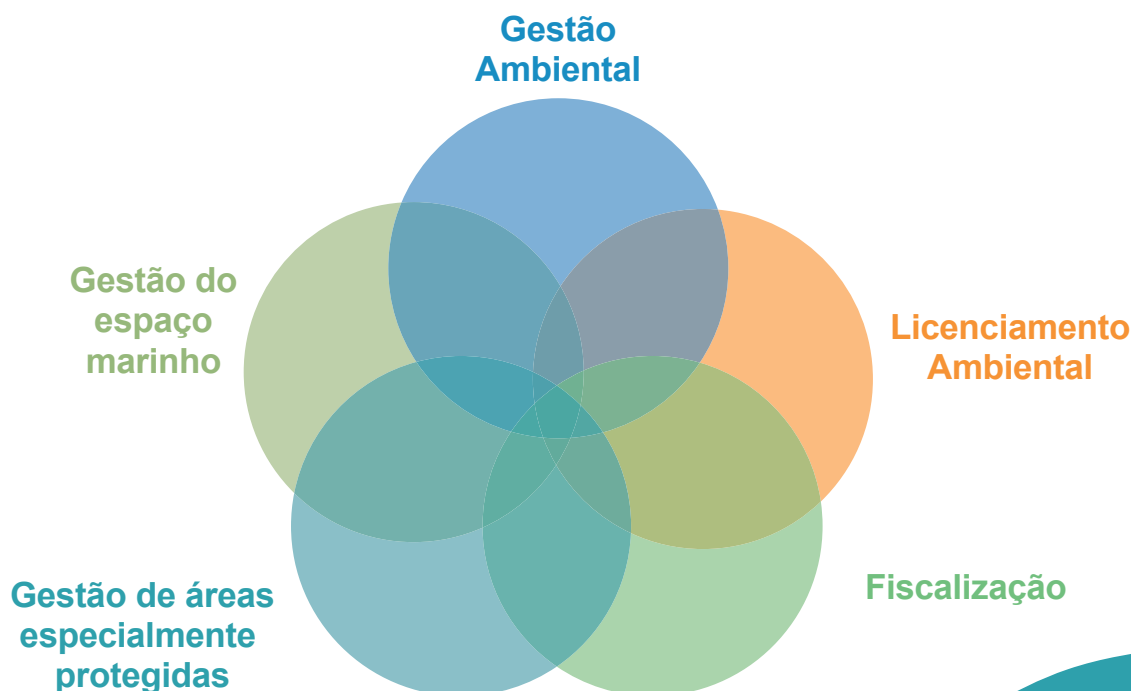 Gestão
Ambiental
Gestão do
espaço
marinho
Licenciamento
Ambiental
Fiscalização
Gestão de áreas
especialmente
protegidas